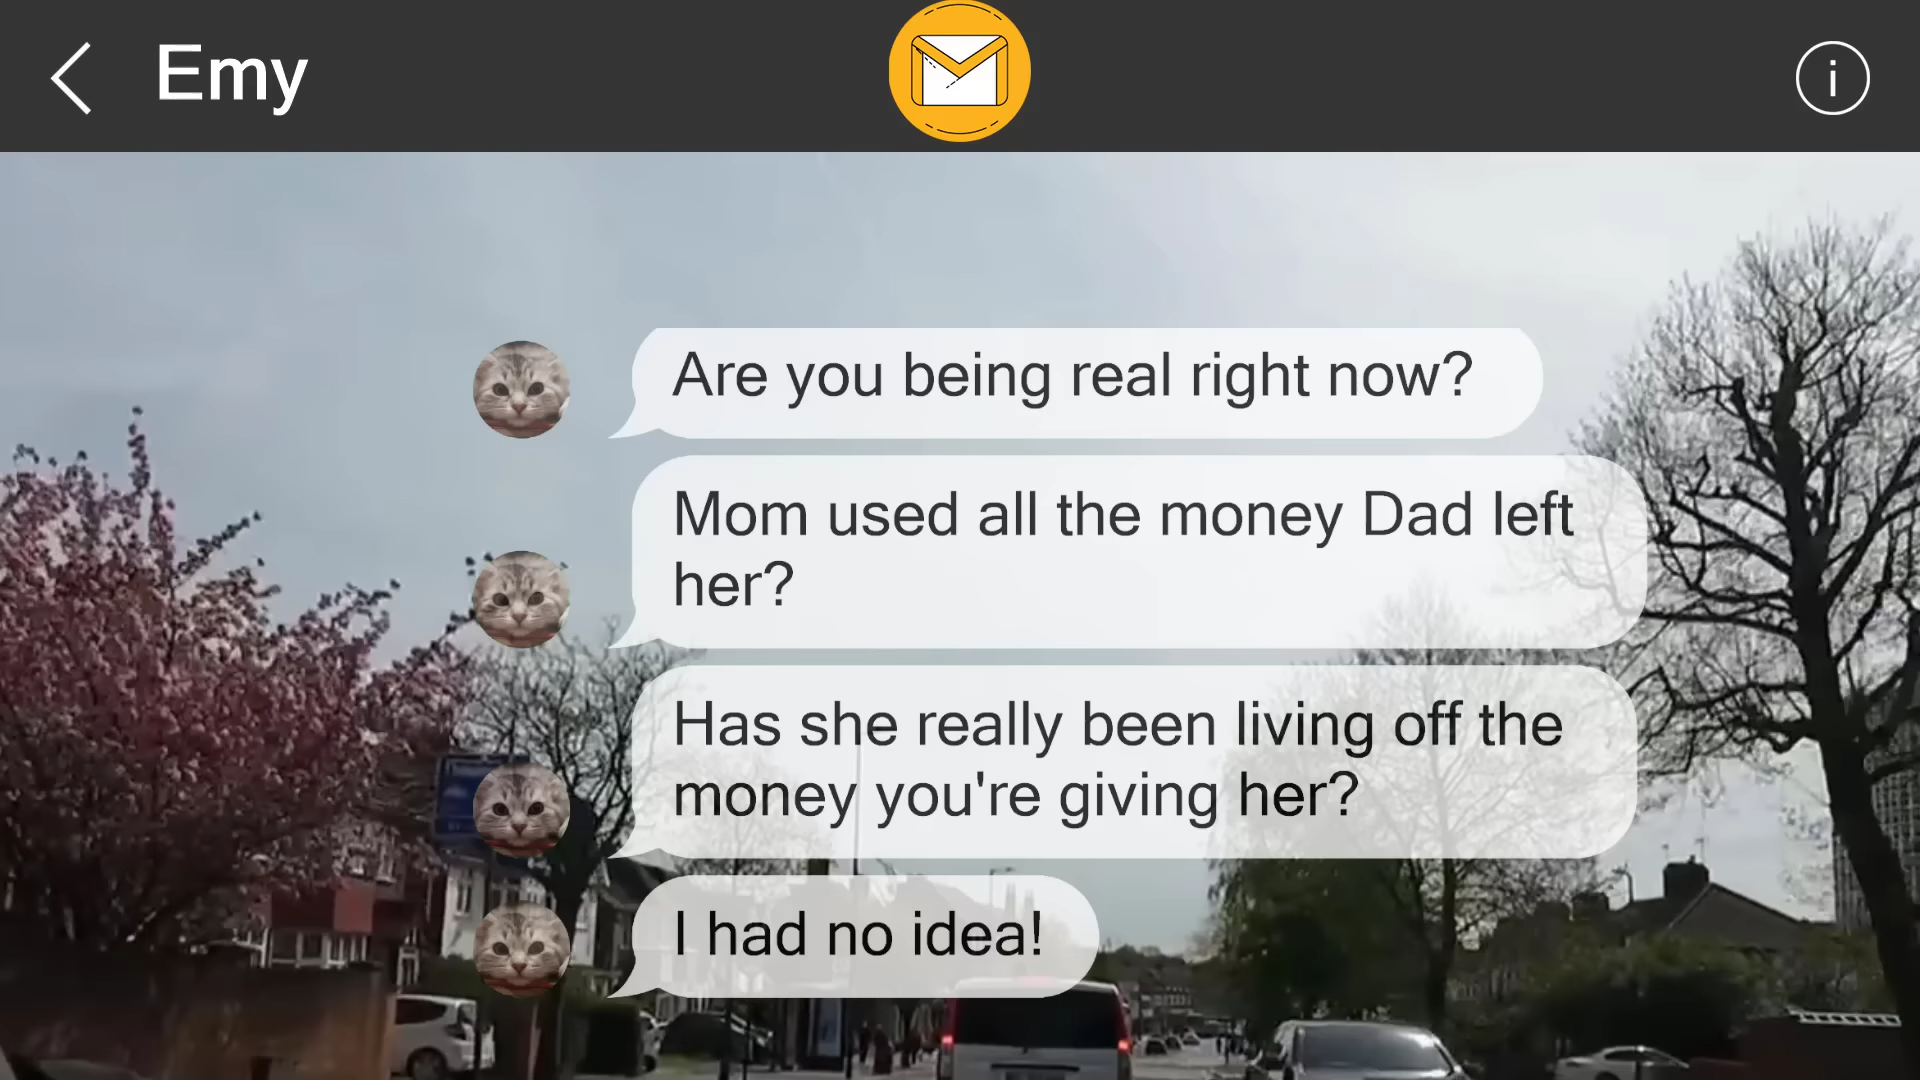 Emy
i
Are you being real right now?
Mom used all the money Dad left
her?
Has she really been living off the
money you're giving her?
I had no idea!